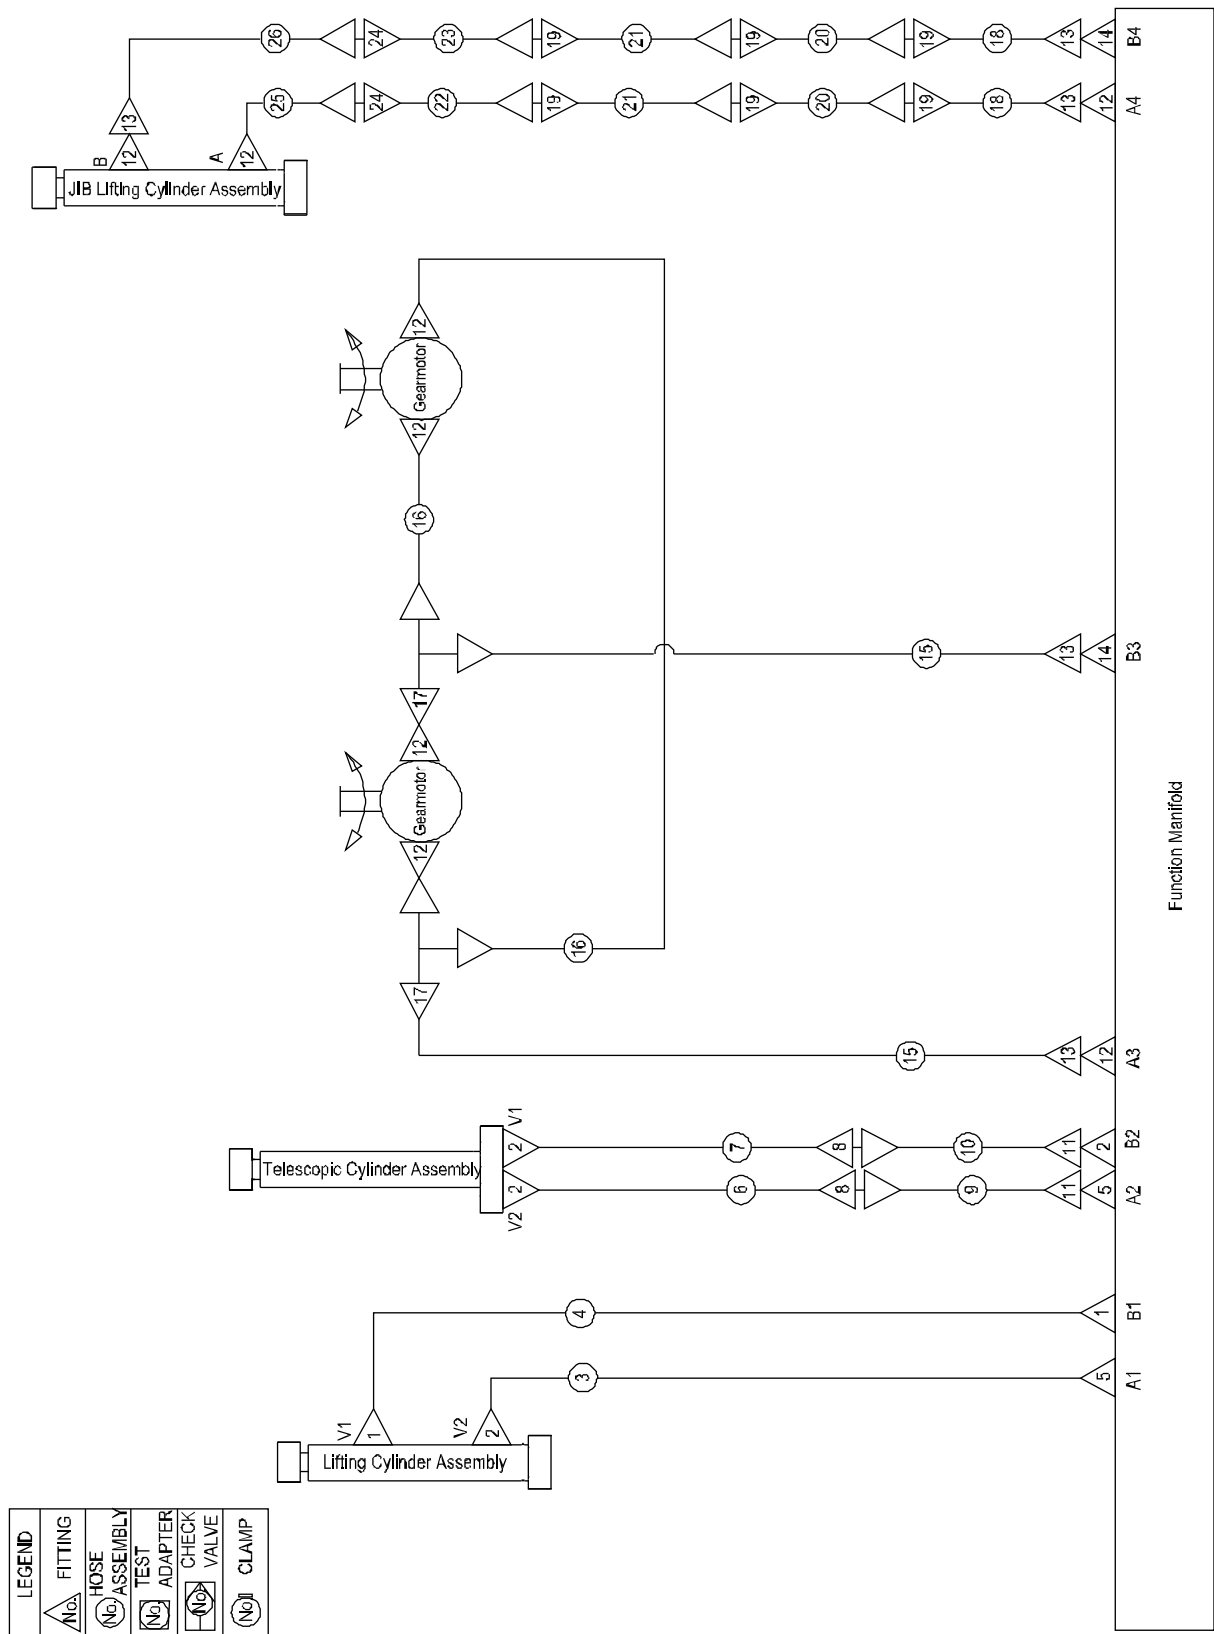 LEGEND
No. FITTING
No. HOSE
ASSEMBLY
No. TEST
ADAPTER
No. CHECK
VALVE
No. CLAMP
Lifting Cylinder Assembly
V1
1
4
1
B1
V2
2
3
5
A1
Telescopic Cylinder Assembly
V2
2
6
8
9
11
5
A2
V1
2
7
8
10
11
2
B2
17
15
13
12
A3
16
12
Gearmotor
12
17
15
13
14
B3
16
12
Gearmotor
12
JIB Lifting Cylinder Assembly
B
12
13
26
24
23
19
21
19
20
19
18
13
14
B4
A
12
25
24
22
19
21
19
20
19
18
13
12
A4
Function Manifold